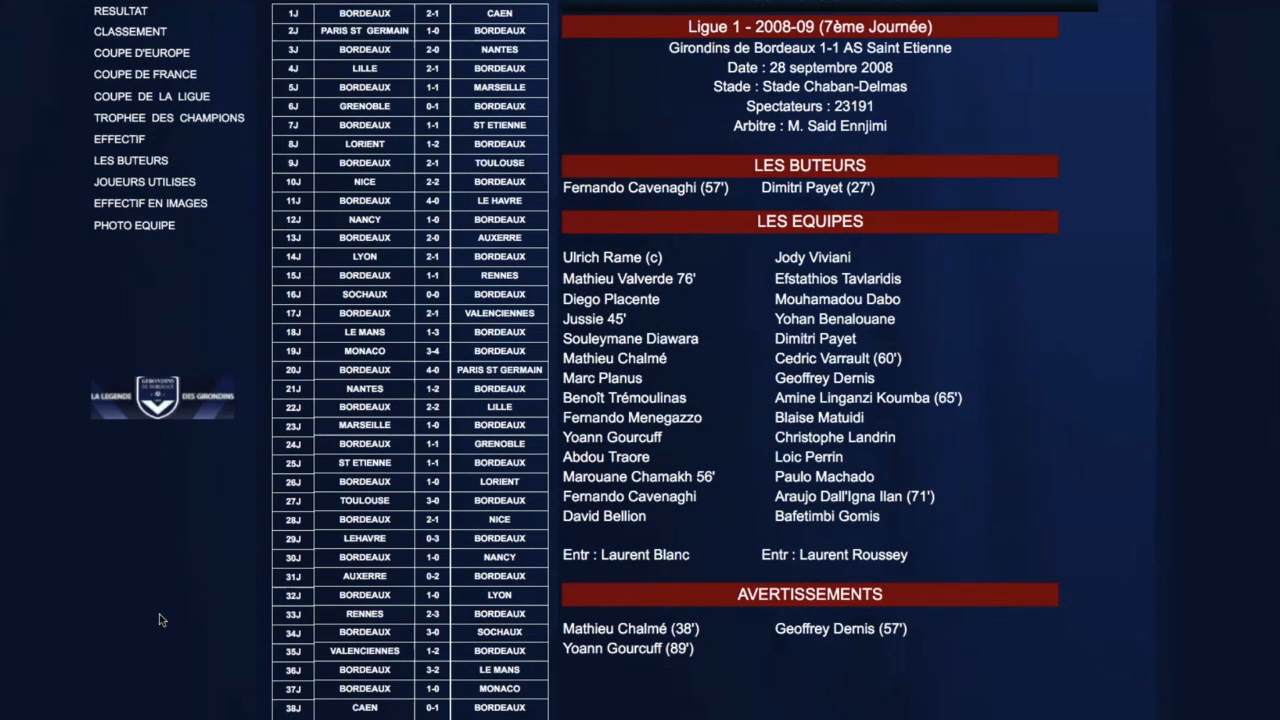 RESULTAT
CLASSEMENT
COUPE D'EUROPE
COUPE DE FRANCE
COUPE DE LA LIGUE
TROPHEE DES CHAMPIONS
EFFECTIF
LES BUTEURS
JOUEURS UTILISES
EFFECTIF EN IMAGES
PHOTO EQUIPE
LA LEGENDE GIRONDINS DE BORDEAUX DES GIRONDINS
1J BORDEAUX 2-1 CAEN
2J PARIS ST GERMAIN 1-0 BORDEAUX
3J BORDEAUX 2-0 NANTES
4J LILLE 2-1 BORDEAUX
5J BORDEAUX 1-1 MARSEILLE
6J GRENOBLE 0-1 BORDEAUX
7J BORDEAUX 1-1 ST ETIENNE
8J LORIENT 1-2 BORDEAUX
9J BORDEAUX 2-1 TOULOUSE
10J NICE 2-2 BORDEAUX
11J BORDEAUX 4-0 LE HAVRE
12J NANCY 1-0 BORDEAUX
13J BORDEAUX 2-0 AUXERRE
14J LYON 2-1 BORDEAUX
15J BORDEAUX 1-1 RENNES
16J SOCHAUX 0-0 BORDEAUX
17J BORDEAUX 2-1 VALENCIENNES
18J LE MANS 1-3 BORDEAUX
19J MONACO 3-4 BORDEAUX
20J BORDEAUX 4-0 PARIS ST GERMAIN
21J NANTES 1-2 BORDEAUX
22J BORDEAUX 2-2 LILLE
23J MARSEILLE 1-0 BORDEAUX
24J BORDEAUX 1-1 GRENOBLE
25J ST ETIENNE 1-1 BORDEAUX
26J BORDEAUX 1-0 LORIENT
27J TOULOUSE 3-0 BORDEAUX
28J BORDEAUX 2-1 NICE
29J LEHAVRE 0-3 BORDEAUX
30J BORDEAUX 1-0 NANCY
31J AUXERRE 0-2 BORDEAUX
32J BORDEAUX 1-0 LYON
33J RENNES 2-3 BORDEAUX
34J BORDEAUX 3-0 SOCHAUX
35J VALENCIENNES 1-2 BORDEAUX
36J BORDEAUX 3-2 LE MANS
37J BORDEAUX 1-0 MONACO
38J CAEN 0-1 BORDEAUX
Ligue 1 - 2008-09 (7ème Journée)
Girondins de Bordeaux 1-1 AS Saint Etienne
Date : 28 septembre 2008
Stade : Stade Chaban-Delmas
Spectateurs : 23191
Arbitre : M. Said Ennjimi
LES BUTEURS
Fernando Cavenaghi (57') Dimitri Payet (27')
LES EQUIPES
Ulrich Rame (c) Jody Viviani
Mathieu Valverde 76' Efstathios Tavlaridis
Diego Placente Mouhamadou Dabo
Jussie 45' Yohan Benalouane
Souleymane Diawara Dimitri Payet
Mathieu Chalmé Cedric Varrault (60')
Marc Planus Geoffrey Dernis
Benoît Trémoulinas Amine Linganzi Koumba (65')
Fernando Menegazzo Blaise Matuidi
Yoann Gourcuff Christophe Landrin
Abdou Traore Loic Perrin
Marouane Chamakh 56' Paulo Machado
Fernando Cavenaghi Araujo Dall'Igna Ilan (71')
David Bellion Bafetimbi Gomis
Entr : Laurent Blanc Entr : Laurent Roussey
AVERTISSEMENTS
Mathieu Chalmé (38') Geoffrey Dernis (57')
Yoann Gourcuff (89')